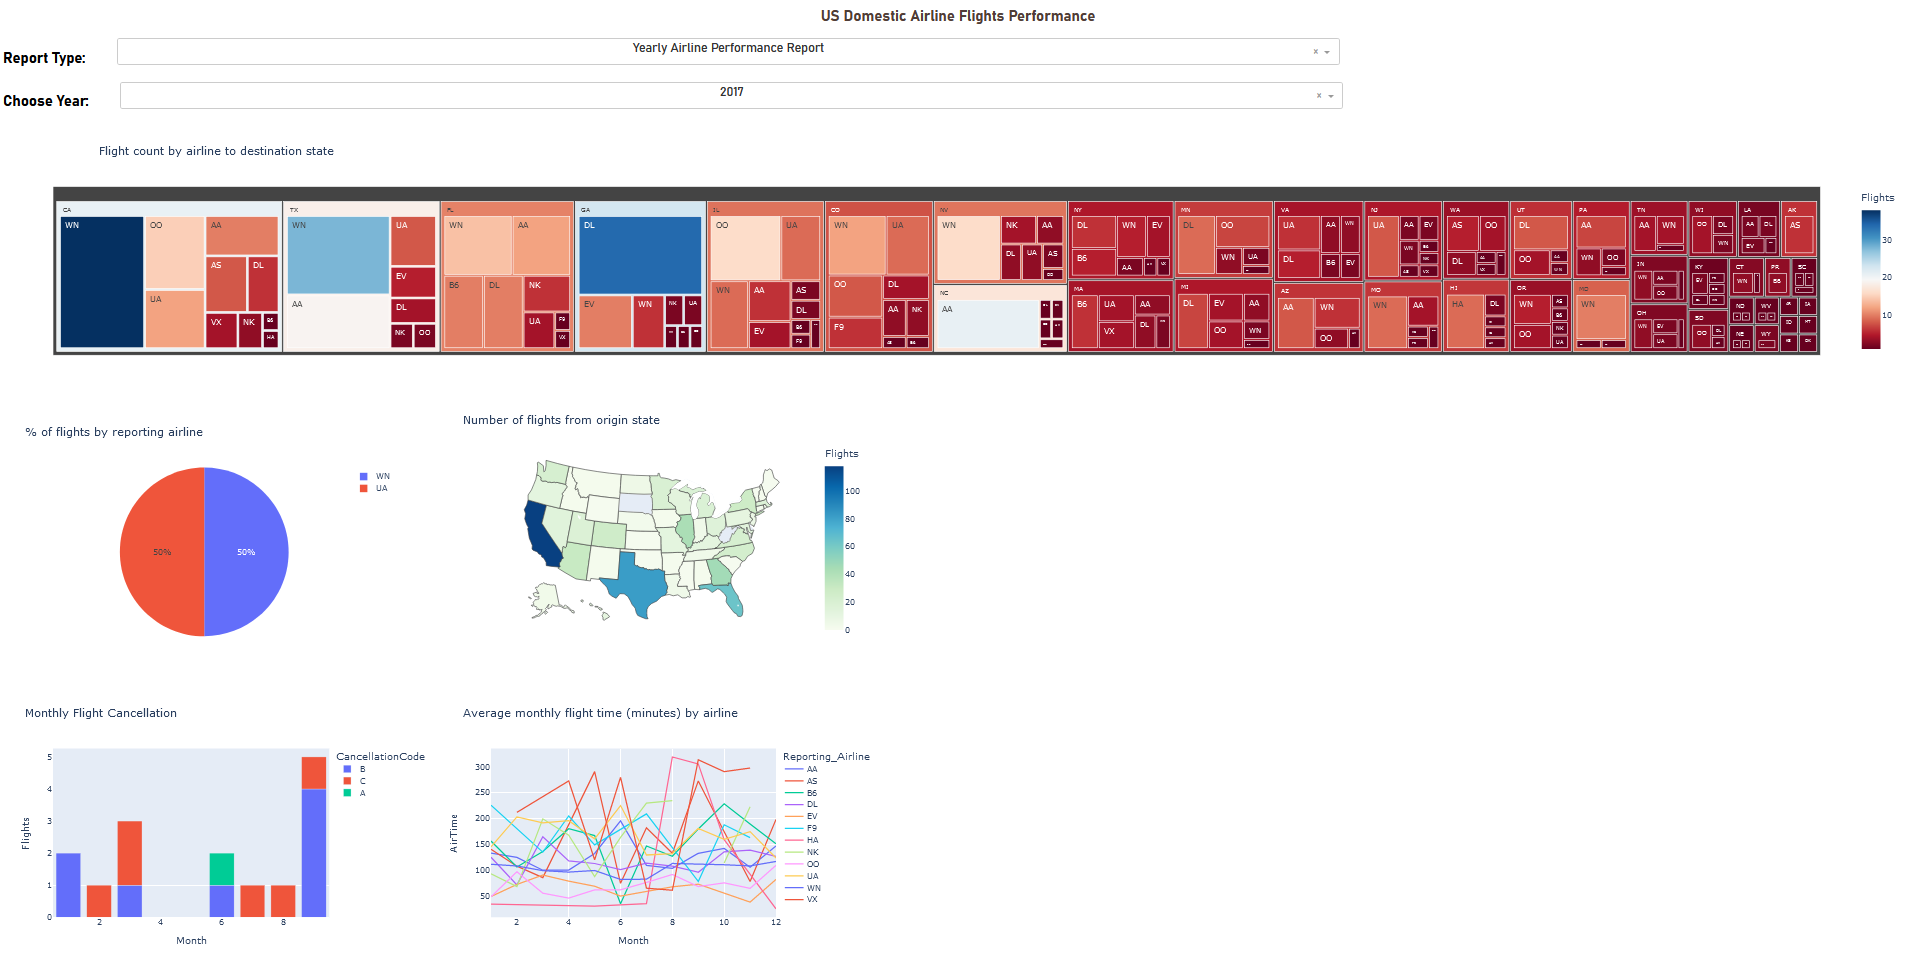 US Domestic Airline Flights Performance
Report Type:
Yearly Airline Performance Report
× 
Choose Year:
2017
×
Flight count by airline to destination state
CA TX FL GA IL CO NV NY MN VA NJ WA UT PA TN WI LA AK
WN OO AA WN UA WN AA DL OO UA WN UA WN NK AA DL WN EV DL OO UA AA WN UA AA EV AS OO DL AA AA WN OO DL AA DL AS
AS DL EV B6 DL UA AS B6 AA WN UA DL B6 EV WN DL OO WN OO WN EV
UA AA DL B6 DL NK EV WN NK UA WN AA AS OO DL NC MA MI AZ MO HI OR MD IN KY CT PR SC
VX NK B6 HA NK OO UA F9 VX EV DL B6 F9 F9 AA NK AA B6 UA AA DL EV AA AA WN WN AA HA DL WN AS B6 WN WN AA OO EV WN B6
VX DL OO WN OO OO NK UA OH SD ND WV NE WY
WN EV UA OO DL
Flights
30
20
10
% of flights by reporting airline
WN
UA
50%
50%
Number of flights from origin state
Flights
100
80
60
40
20
0
Monthly Flight Cancellation
CancellationCode
B
C
A
Flights
5
4
3
2
1
0
2 4 6 8
Month
Average monthly flight time (minutes) by airline
Reporting_Airline
AA
AS
B6
DL
EV
F9
HA
NK
OO
UA
WN
VX
AirTime
300
250
200
150
100
50
2 4 6 8 10 12
Month